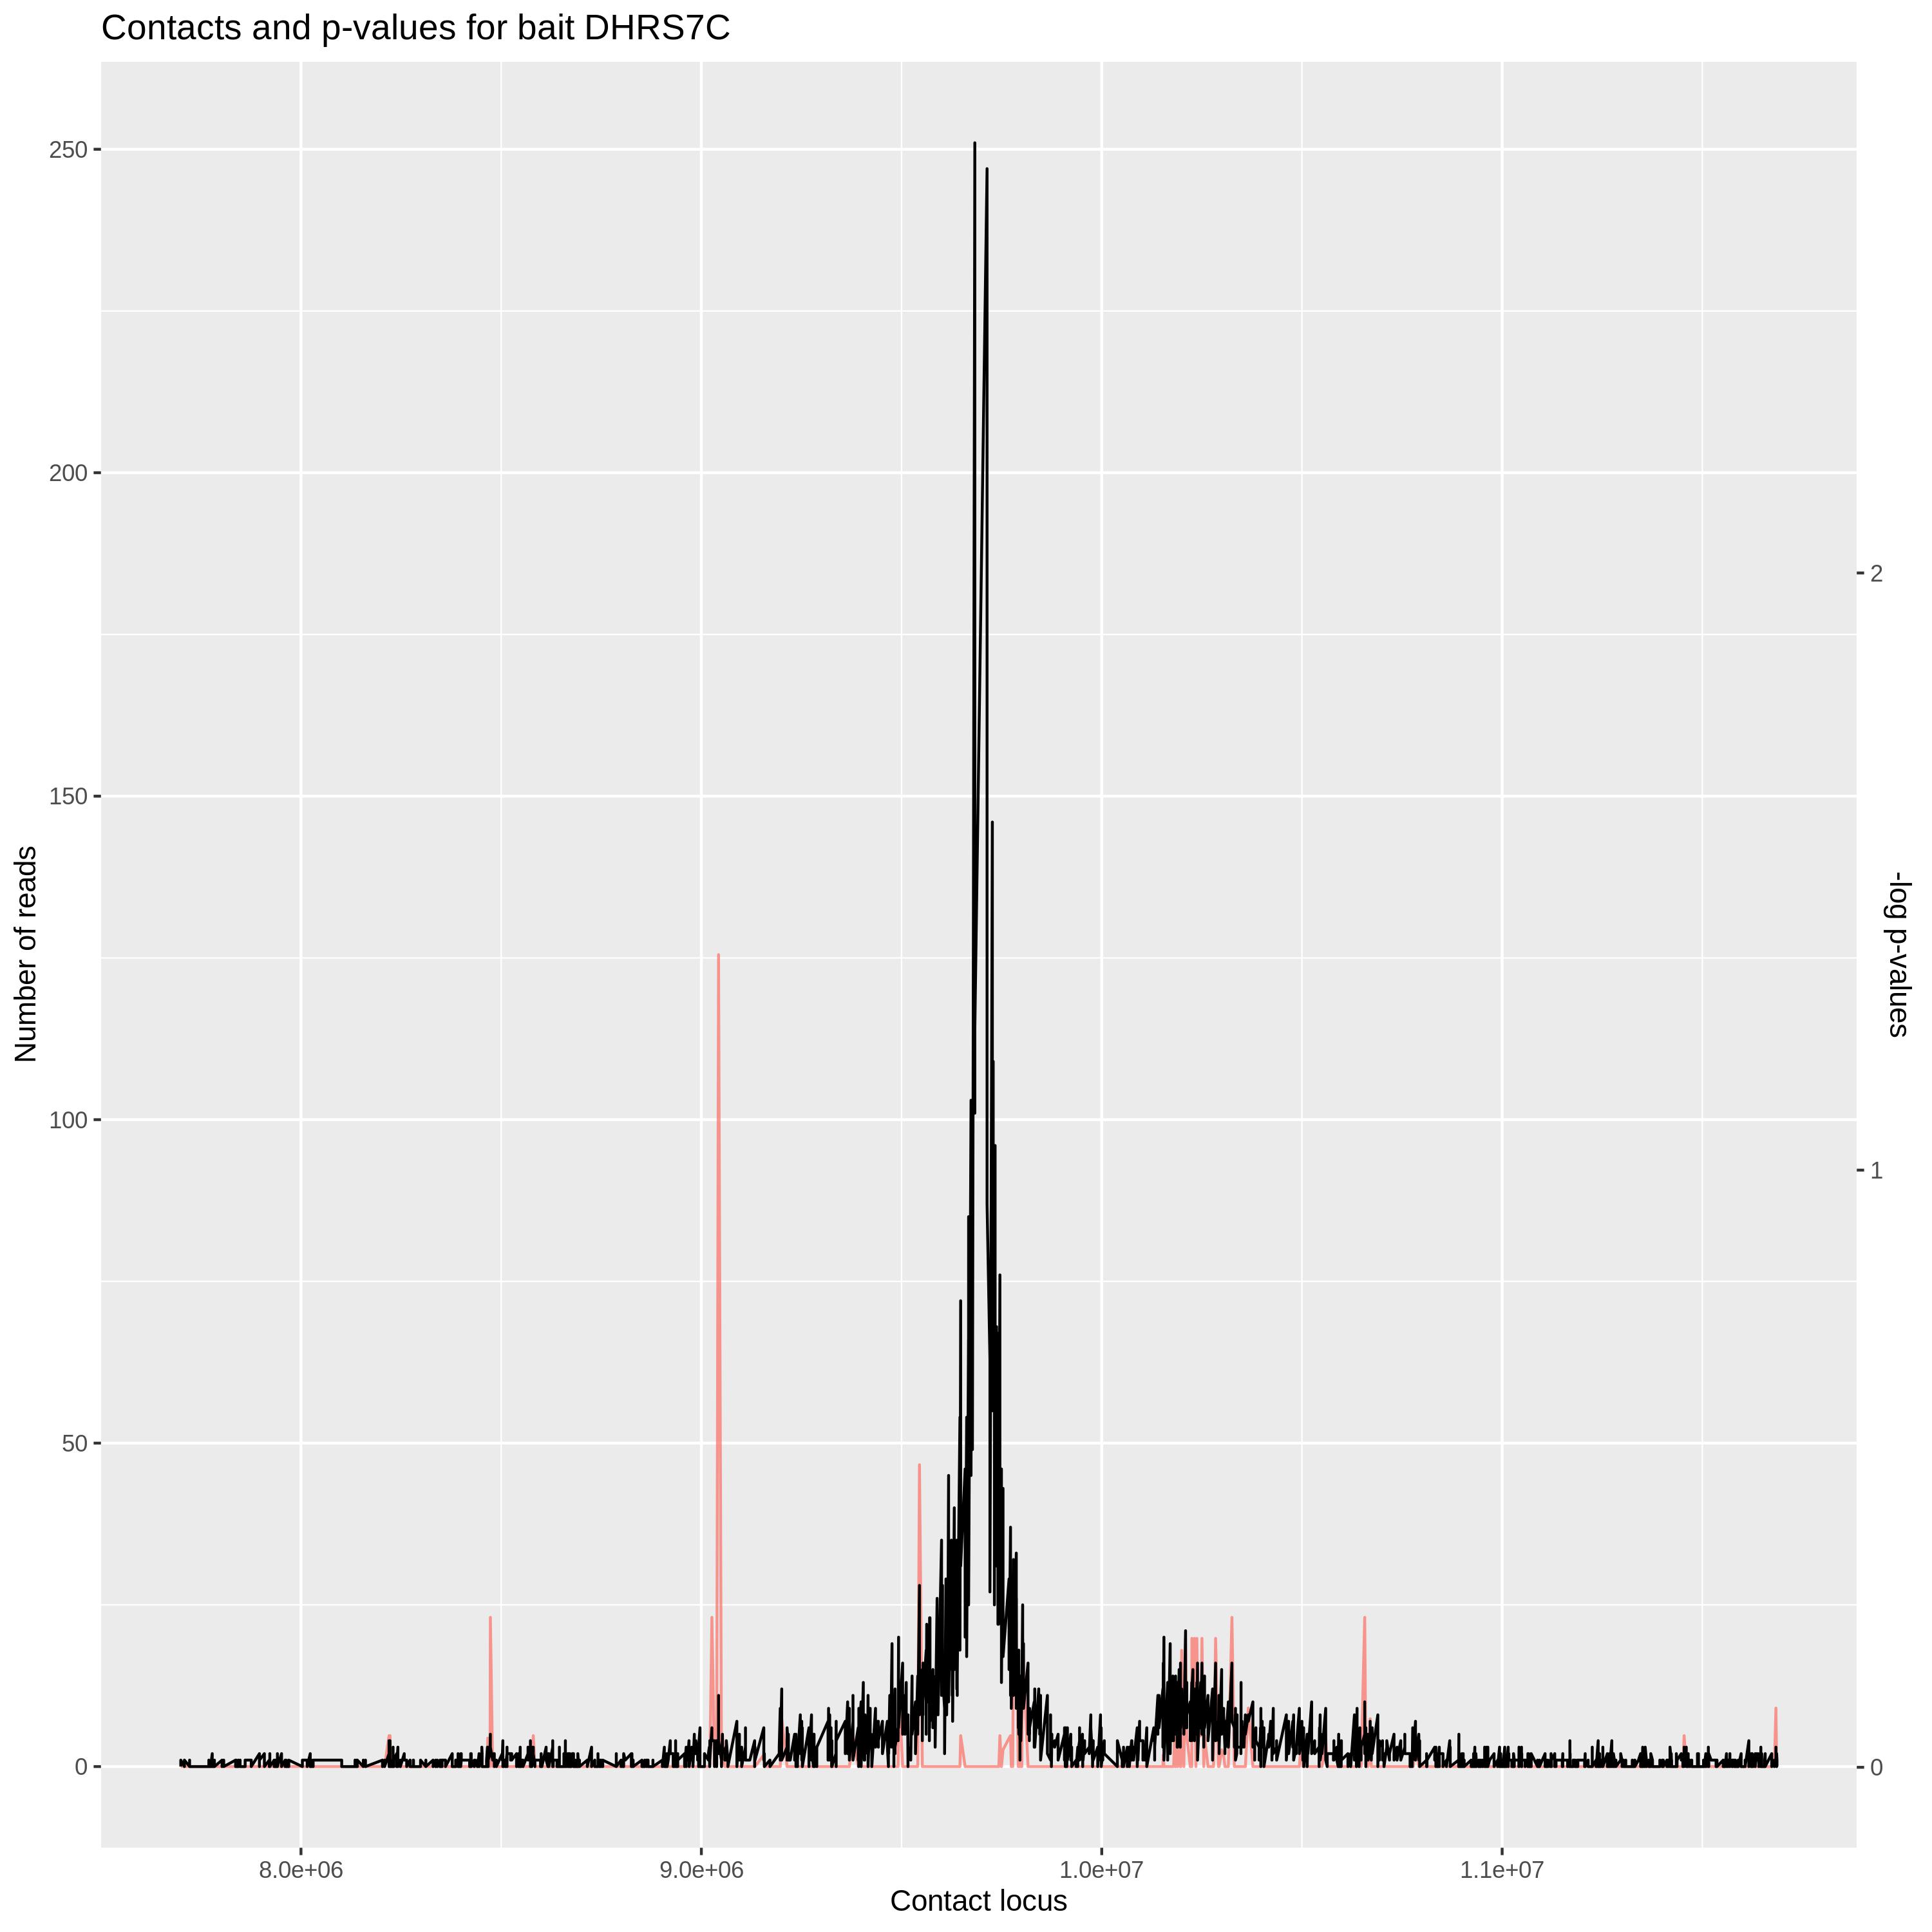 Contacts and p-values for bait DHRS7C
250
200
150
100
50
0
Number of reads
2
1
0
-log p-values
8.0e+06
9.0e+06
1.0e+07
1.1e+07
Contact locus